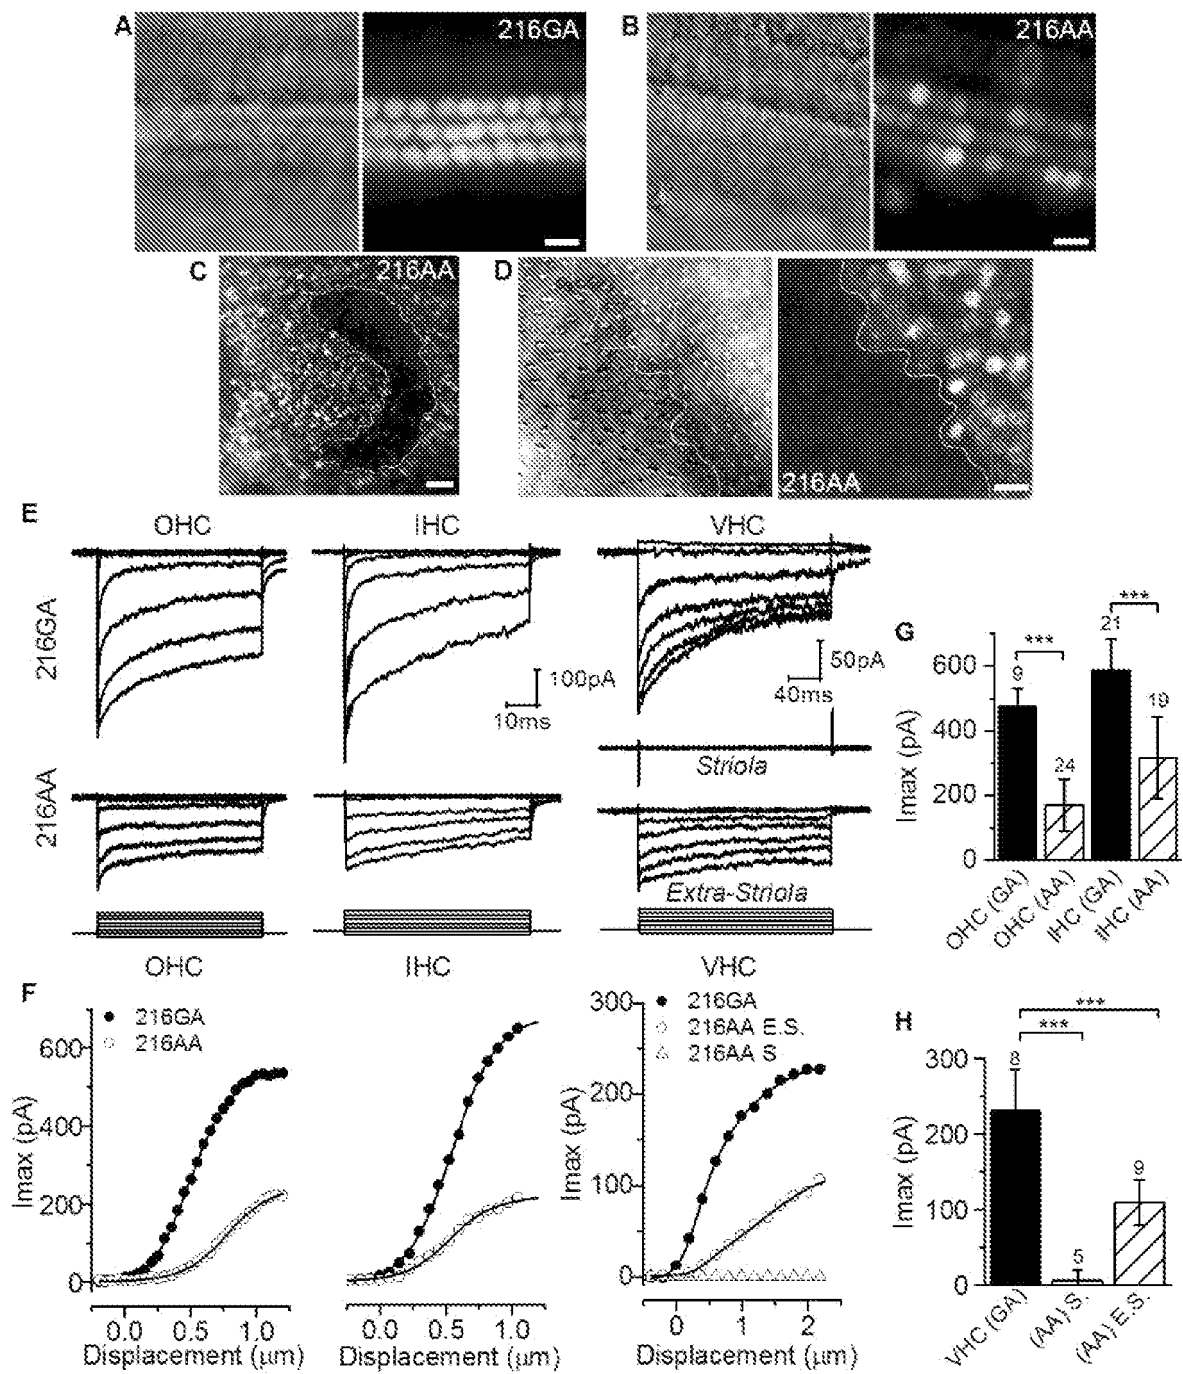 A
216GA
B
216AA
C
216AA
D
216AA
E
OHC
IHC
VHC
216GA
100pA
10ms
50pA
40ms
Striola
216AA
Extra-Striola
G
Imax (pA)
600
400
200
0
9
***
24
21
***
19
OHC (GA)
OHC (AA)
IHC (GA)
IHC (AA)
F
OHC
216GA
216AA
Imax (pA)
600
400
200
0
0.0 0.5 1.0
Displacement (μm)
IHC
0.0 0.5 1.0
Displacement (μm)
VHC
216GA
216AA E.S.
216AA S
Imax (pA)
300
200
100
0
0 1 2
Displacement (μm)
H
Imax (pA)
300
200
100
0
8
***
***
5
9
VHC (GA)
(AA) S.
(AA) E.S.